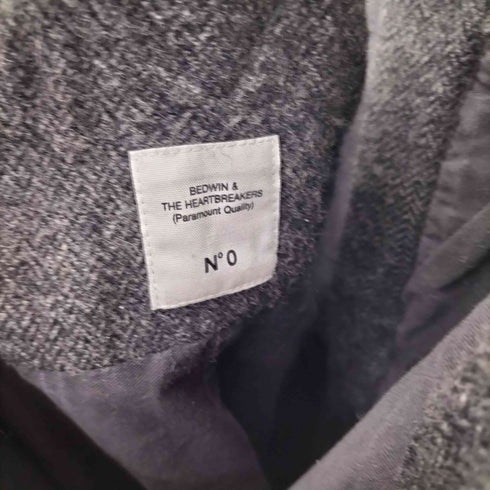 BEDWIN &
THE HEARTBREAKERS
(Paramount Quality)
N° 0